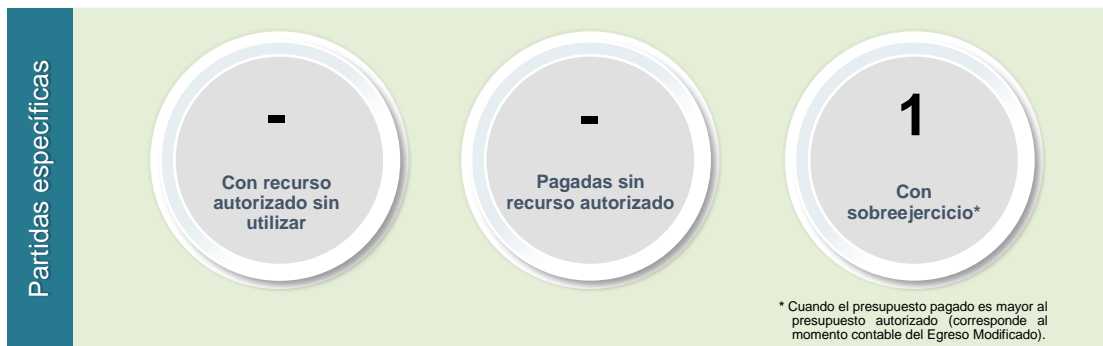 Partidas específicas
-
Con recurso
autorizado sin
utilizar
-
Pagadas sin
recurso autorizado
1
Con
sobreejercicio*
* Cuando el presupuesto pagado es mayor al
presupuesto autorizado (corresponde al
momento contable del Egreso Modificado).